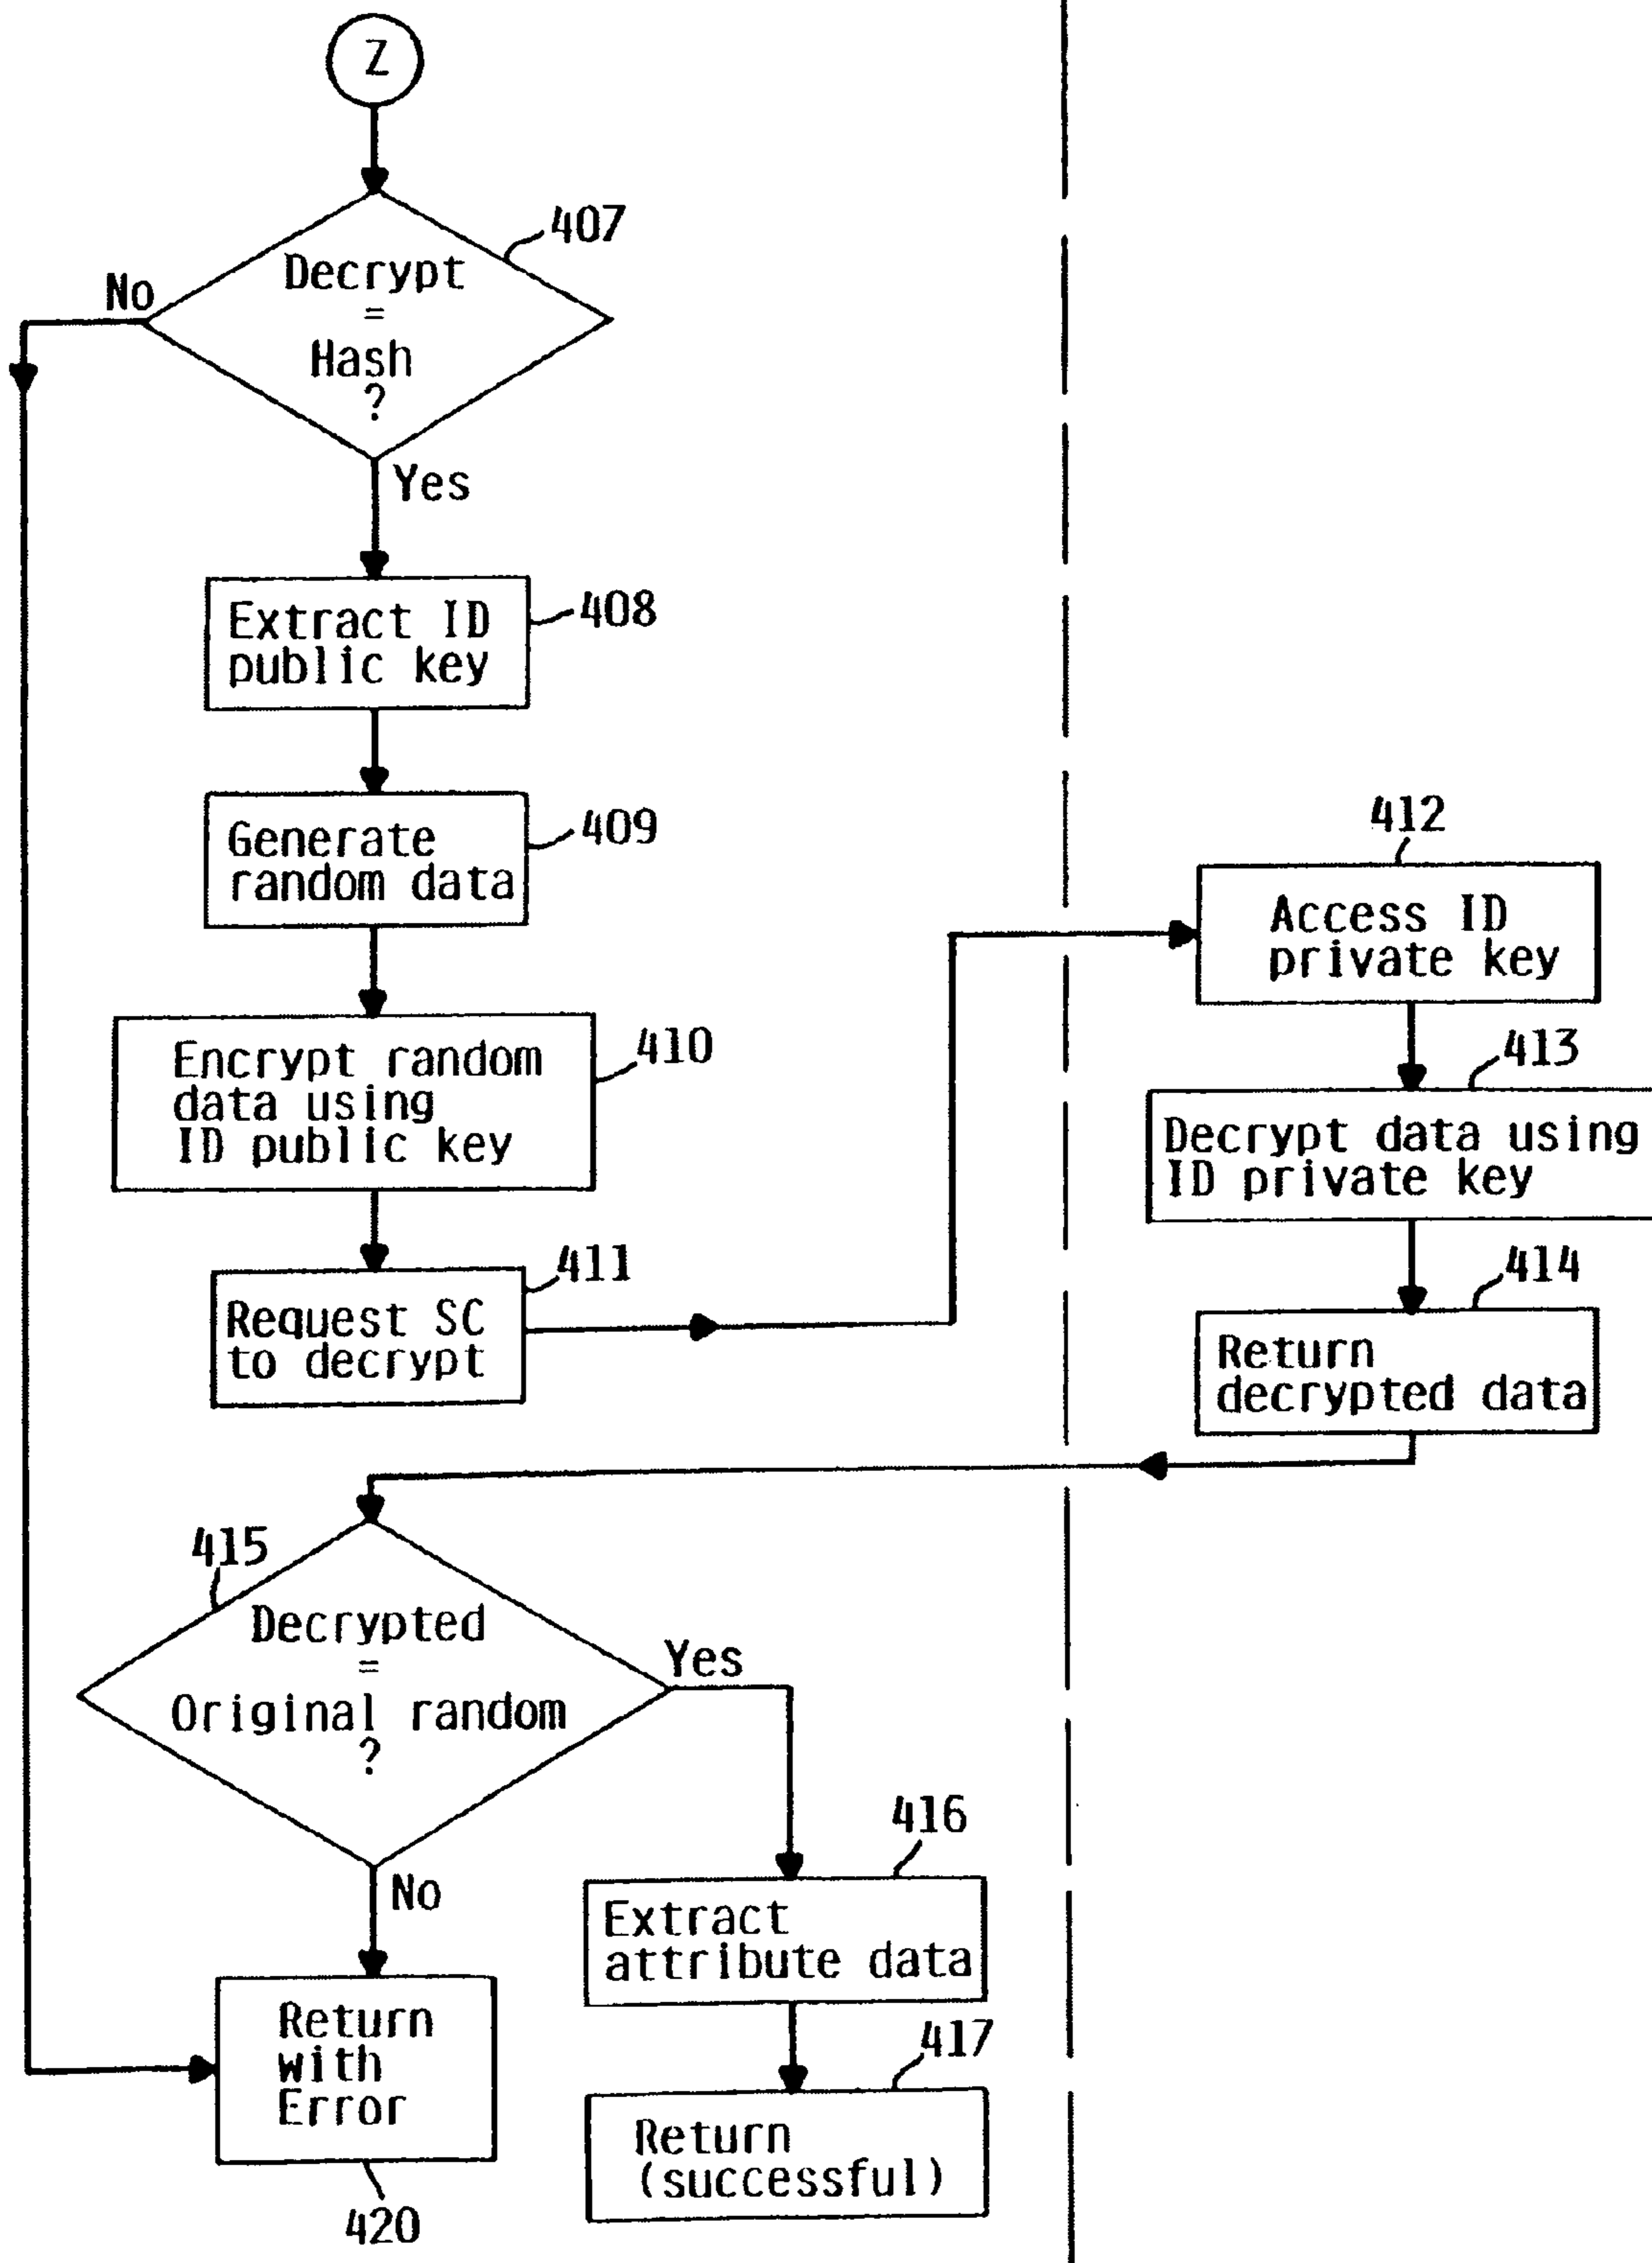 Z
407
Decrypt
=
Hash
?
No
Yes
Extract ID
public key
408
Generate
random data
409
Encrypt random
data using
ID public key
410
Request SC
to decrypt
411
412
Access ID
private key
413
Decrypt data using
ID private key
414
Return
decrypted data
415
Decrypted
=
Original random
?
Yes
No
416
Extract
attribute data
417
Return
(successful)
Return
with
Error
420